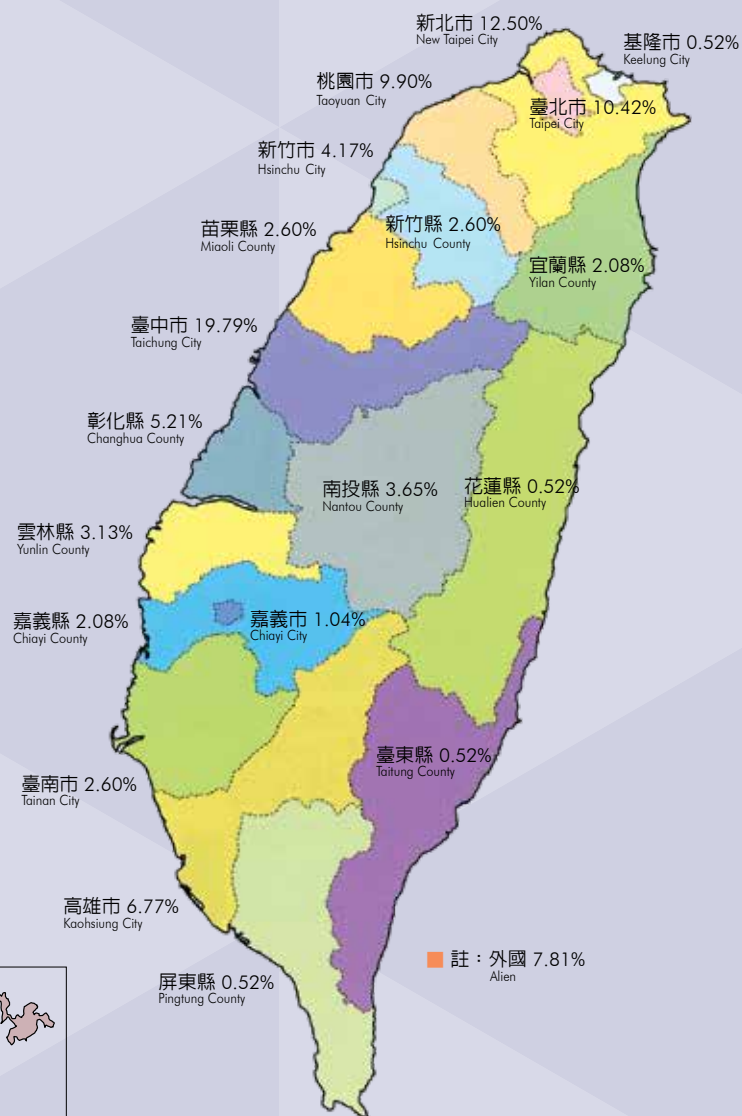 新北市 12.50%
New Taipei City
基隆市 0.52%
Keelung City
桃園市 9.90%
Taoyuan City
臺北市 10.42%
Taipei City
新竹市 4.17%
Hsinchu City
苗栗縣 2.60%
Miaoli County
新竹縣 2.60%
Hsinchu County
宜蘭縣 2.08%
Yilan County
臺中市 19.79%
Taichung City
彰化縣 5.21%
Changhua County
南投縣 3.65%
Nantou County
花蓮縣 0.52%
Hualien County
雲林縣 3.13%
Yunlin County
嘉義縣 2.08%
Chiayi County
嘉義市 1.04%
Chiayi City
臺東縣 0.52%
Taitung County
臺南市 2.60%
Tainan City
高雄市 6.77%
Kaohsiung City
註：外國 7.81%
Alien
屏東縣 0.52%
Pingtung County